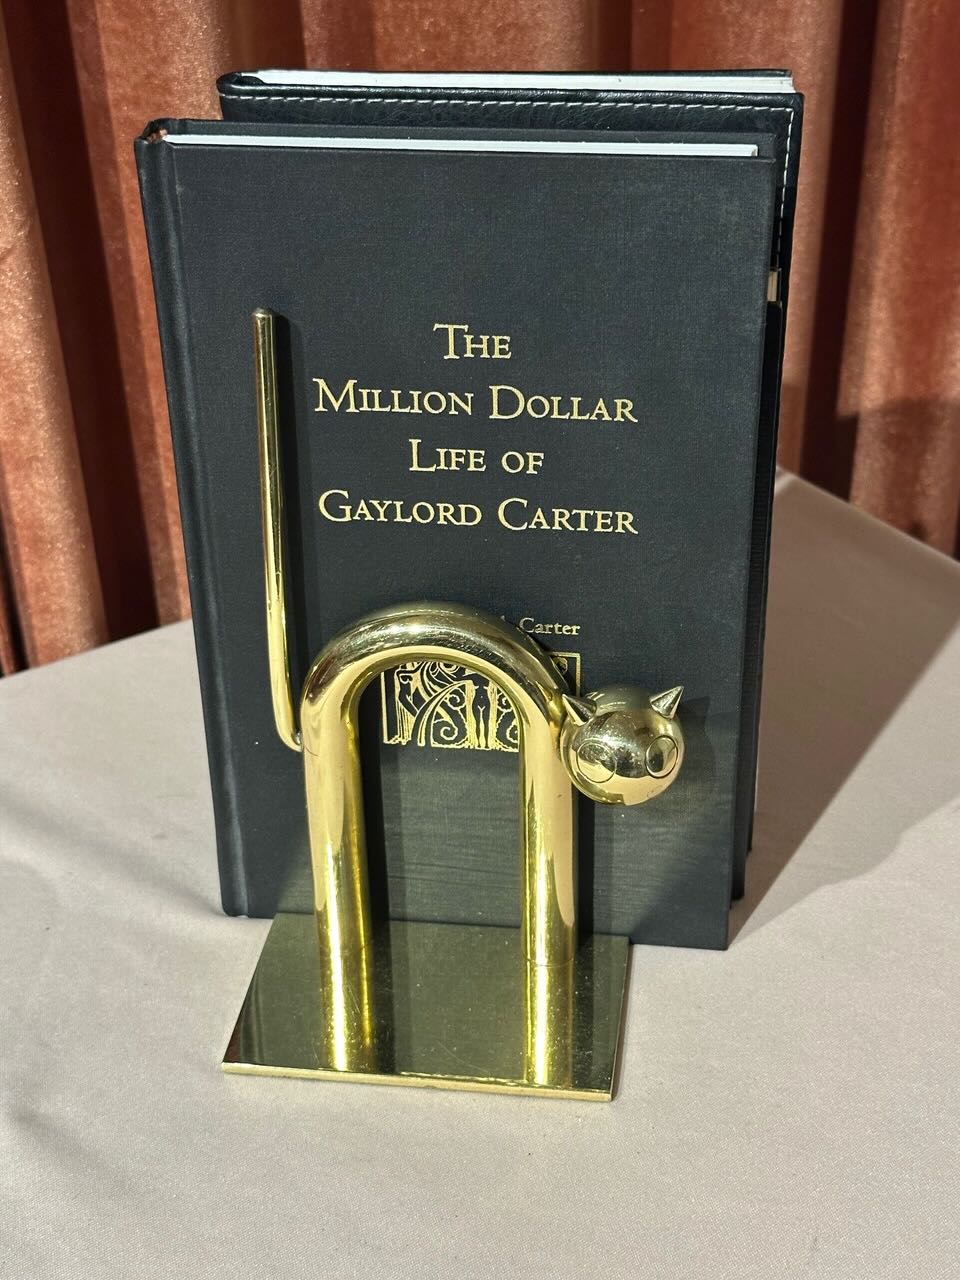 The
Million Dollar
Life of
Gaylord Carter
Carter